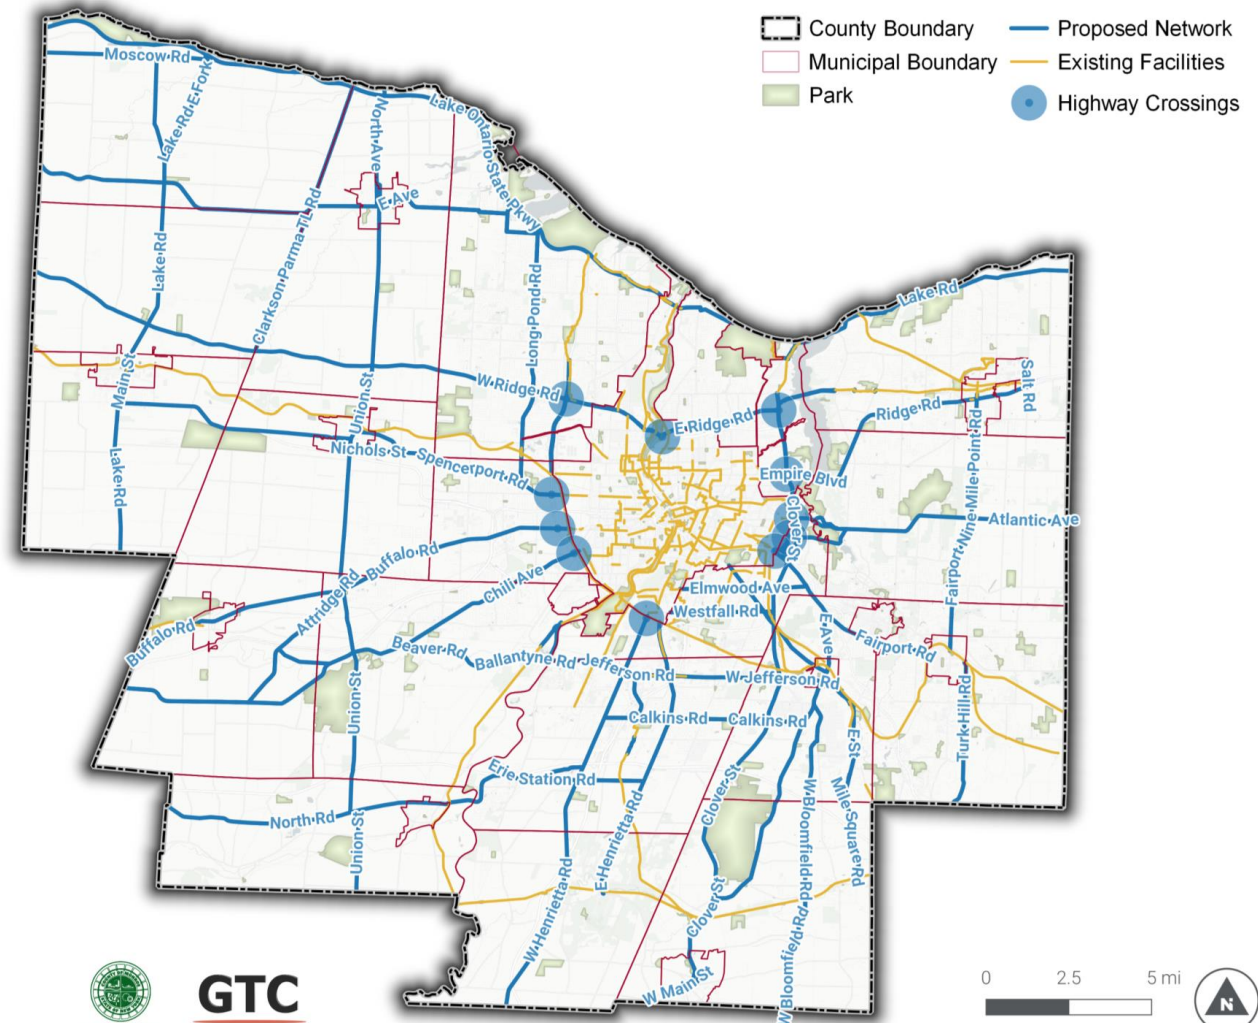 County Boundary
Municipal Boundary
Park
Proposed Network
Existing Facilities
Highway Crossings
Moscow Rd
Lake Rd E Fork
Lake Rd
Clarkson Parma TL Rd
North Ave
E Ave
Lake Ontario State Pkwy
Long Pond Rd
Lake Rd
Main St
Lake Rd
Union St
W Ridge Rd
E Ridge Rd
Ridge Rd
Salt Rd
Nichols St
Spencerport Rd
Empire Blvd
Fairport Nine Mile Point Rd
Atlantic Ave
Clover St
Buffalo Rd
Attridge Rd
Chili Ave
Elmwood Ave
Westfall Rd
Buffalo Rd
Beaver Rd
Ballantyne Rd
Jefferson Rd
W Jefferson Rd
E Ave
Fairport Rd
Union St
Calkins Rd
Calkins Rd
E St
Turk Hill Rd
Erie Station Rd
Clover St
W Bloomfield Rd
Mile Square Rd
North Rd
Union St
E Henrietta Rd
W Henrietta Rd
Clover St
W Main St
W Bloomfield Rd
GTC
0 2.5 5 mi
N